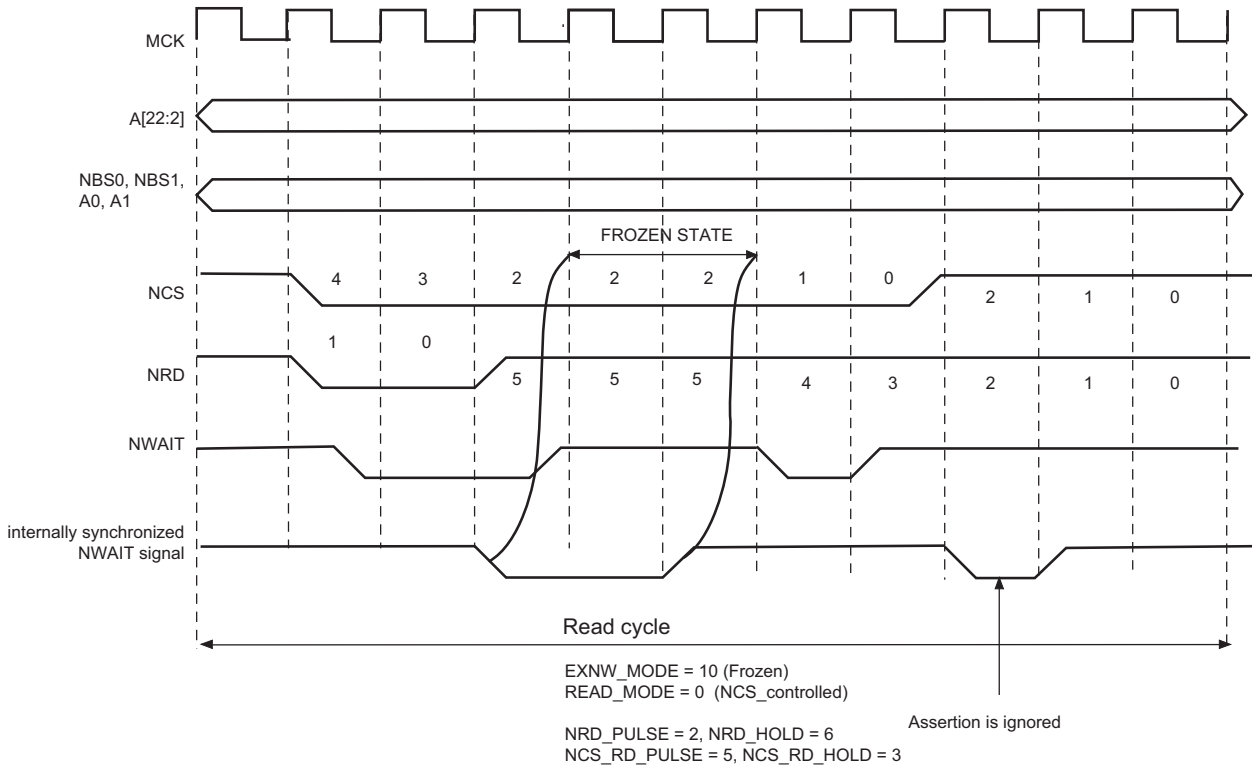 MCK
A[22:2]
NBS0, NBS1,
A0, A1
FROZEN STATE
4 3 2 2 2 1 0
NCS
2 1 0
1 0
NRD
5 5 5 4 3 2 1 0
NWAIT
internally synchronized
NWAIT signal
Read cycle
EXNW_MODE = 10 (Frozen)
READ_MODE = 0 (NCS_controlled)
Assertion is ignored
NRD_PULSE = 2, NRD_HOLD = 6
NCS_RD_PULSE = 5, NCS_RD_HOLD = 3